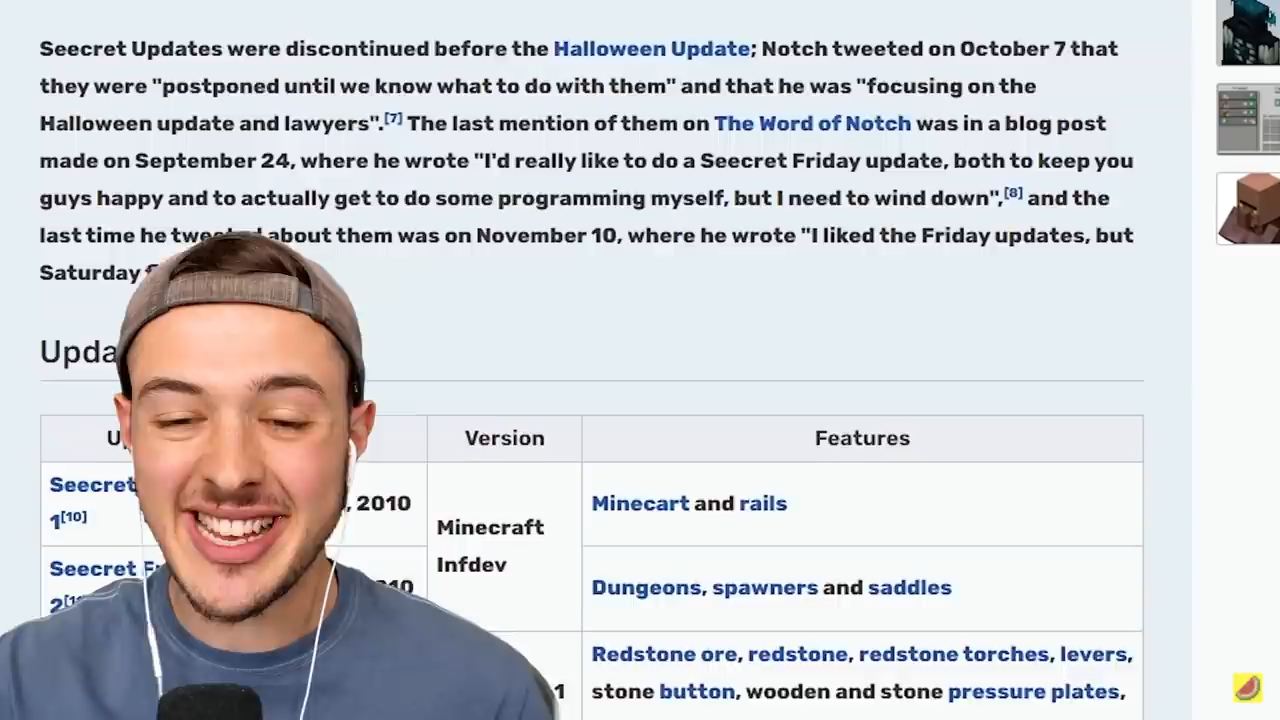 Seecret Updates were discontinued before the Halloween Update; Notch tweeted on October 7 that
they were "postponed until we know what to do with them" and that he was "focusing on the
Halloween update and lawyers".[7] The last mention of them on The Word of Notch was in a blog post
made on September 24, where he wrote "I'd really like to do a Seecret Friday update, both to keep you
guys happy and to actually get to do some programming myself, but I need to wind down",[8] and the
last time he tweeted about them was on November 10, where he wrote "I liked the Friday updates, but
Saturday
Version Features
Seecret , 2010 Minecart and rails
1[10] Minecraft
Infdev
Seecret Dungeons, spawners and saddles
Redstone ore, redstone, redstone torches, levers,
1 stone button, wooden and stone pressure plates,